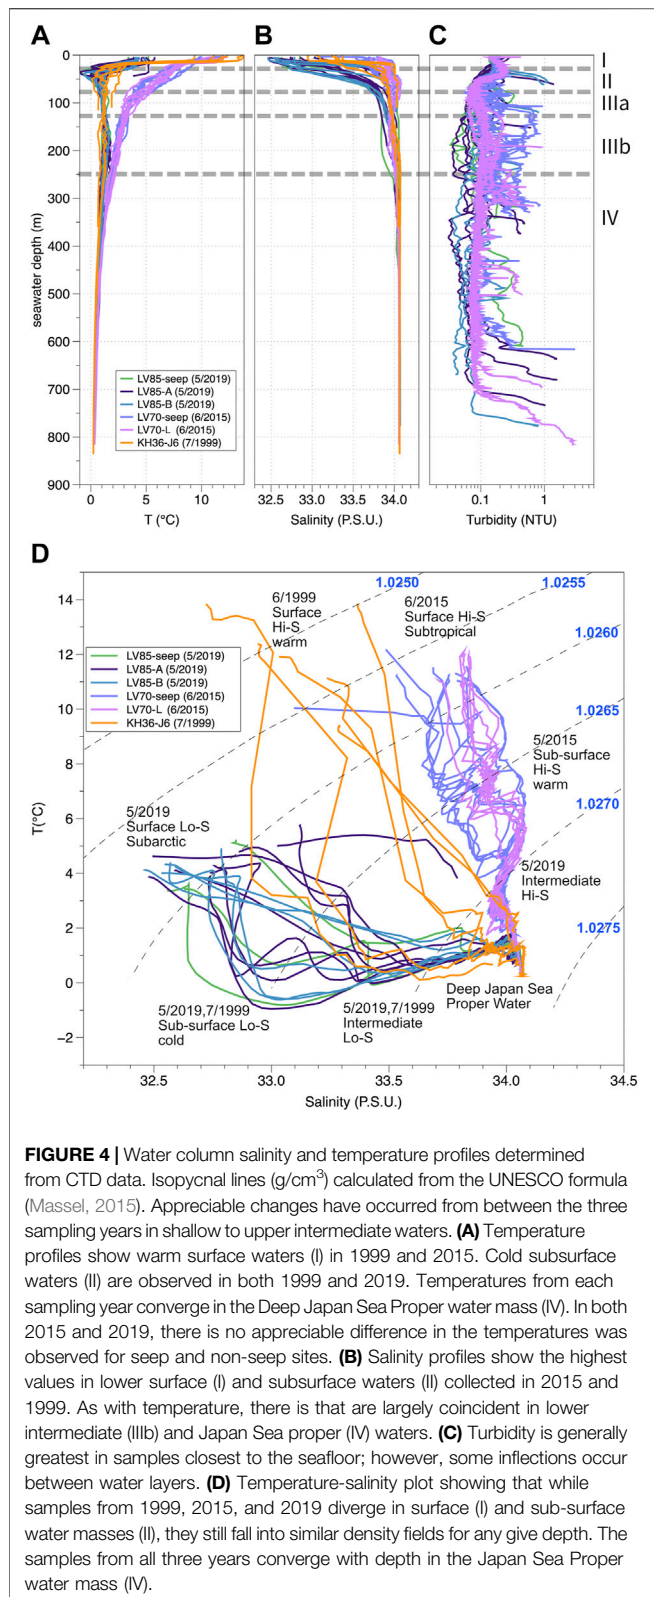 A
B
C
0
100
200
300
400
500
600
700
800
900
seawater depth (m)
0
5
10
T (°C)
LV85-seep (5/2019)
LV85-A (5/2019)
LV85-B (5/2019)
LV70-seep (6/2015)
LV70-L (6/2015)
KH36-J6 (7/1999)
32.5
33.0
33.5
34.0
Salinity (P.S.U.)
0.1
1
Turbidity (NTU)
I
II
IIIa
IIIb
IV
D
14
12
10
8
6
4
2
0
−2
T(°C)
32.5
33.0
33.5
34.0
34.5
Salinity (P.S.U.)
LV85-seep (5/2019)
LV85-A (5/2019)
LV85-B (5/2019)
LV70-seep (6/2015)
LV70-L (6/2015)
KH36-J6 (7/1999)
6/1999
Surface
Hi-S
warm
6/2015
Surface Hi-S
Subtropical
1.0250
1.0255
1.0260
1.0265
1.0270
1.0275
5/2015
Sub-surface
Hi-S
warm
5/2019
Surface Lo-S
Subarctic
5/2019
Intermediate
Hi-S
Deep Japan Sea
Proper Water
5/2019,7/1999
Sub-surface Lo-S
cold
5/2019,7/1999
Intermediate
Lo-S
FIGURE 4 | Water column salinity and temperature profiles determined
from CTD data. Isopycnal lines (g/cm³) calculated from the UNESCO formula
(Massel, 2015). Appreciable changes have occurred from between the three
sampling years in shallow to upper intermediate waters. (A) Temperature
profiles show warm surface waters (I) in 1999 and 2015. Cold subsurface
waters (II) are observed in both 1999 and 2019. Temperatures from each
sampling year converge in the Deep Japan Sea Proper water mass (IV). In both
2015 and 2019, there is no appreciable difference in the temperatures was
observed for seep and non-seep sites. (B) Salinity profiles show the highest
values in lower surface (I) and subsurface waters (II) collected in 2015 and
1999. As with temperature, there is that are largely coincident in lower
intermediate (IIIb) and Japan Sea proper (IV) waters. (C) Turbidity is generally
greatest in samples closest to the seafloor; however, some inflections occur
between water layers. (D) Temperature-salinity plot showing that while
samples from 1999, 2015, and 2019 diverge in surface (I) and sub-surface
water masses (II), they still fall into similar density fields for any give depth. The
samples from all three years converge with depth in the Japan Sea Proper
water mass (IV).